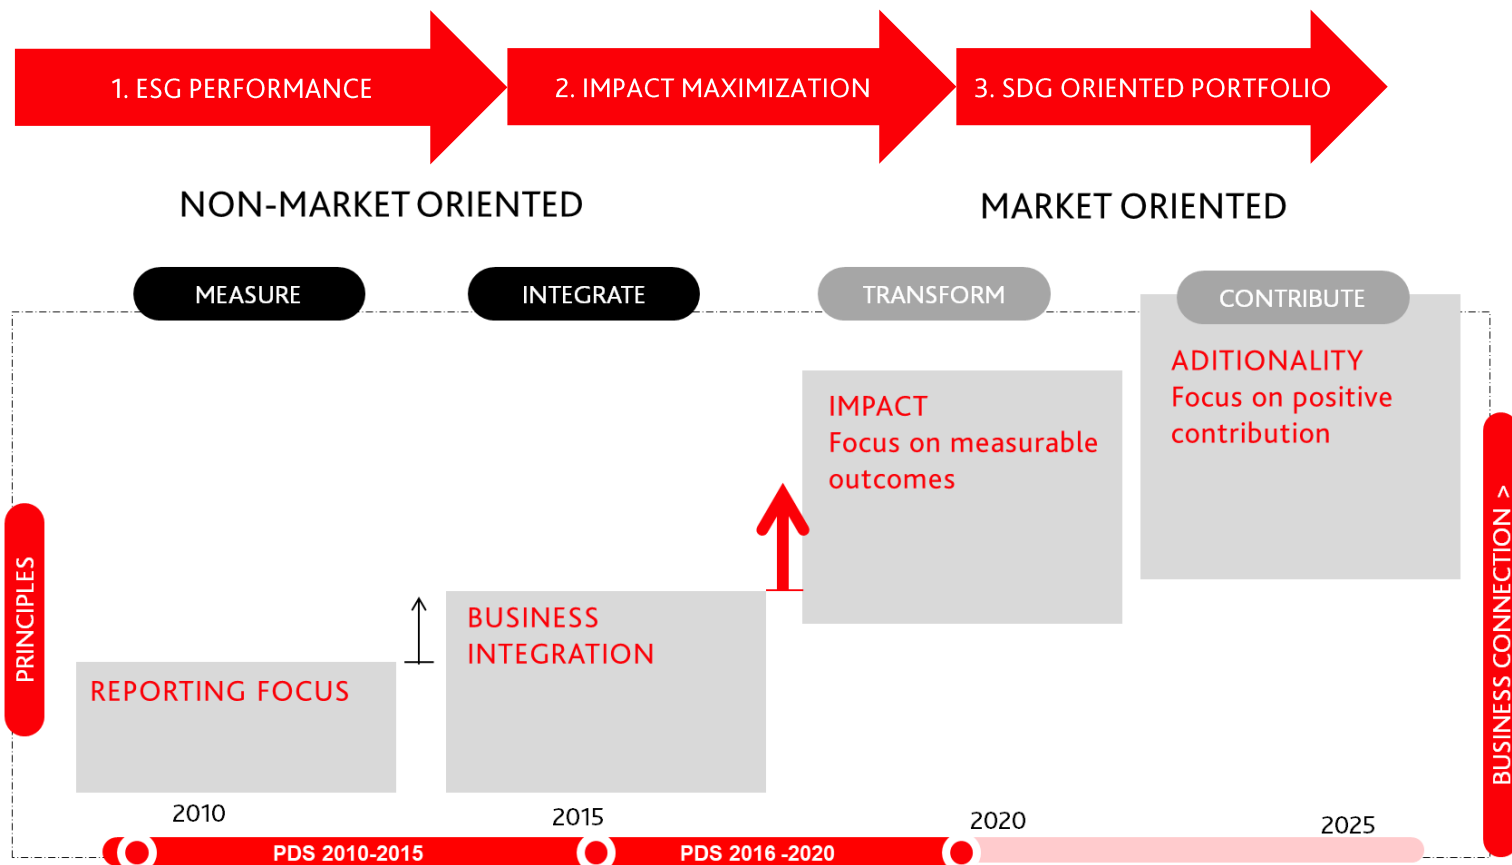 1. ESG PERFORMANCE
2. IMPACT MAXIMIZATION
3. SDG ORIENTED PORTFOLIO
NON-MARKET ORIENTED
MARKET ORIENTED
MEASURE
INTEGRATE
TRANSFORM
CONTRIBUTE
ADITIONALITY
Focus on positive
contribution
IMPACT
Focus on measurable
outcomes
BUSINESS
INTEGRATION
REPORTING FOCUS
PRINCIPLES
BUSINESS CONNECTION >
2010
2015
2020
2025
PDS 2010-2015
PDS 2016 -2020